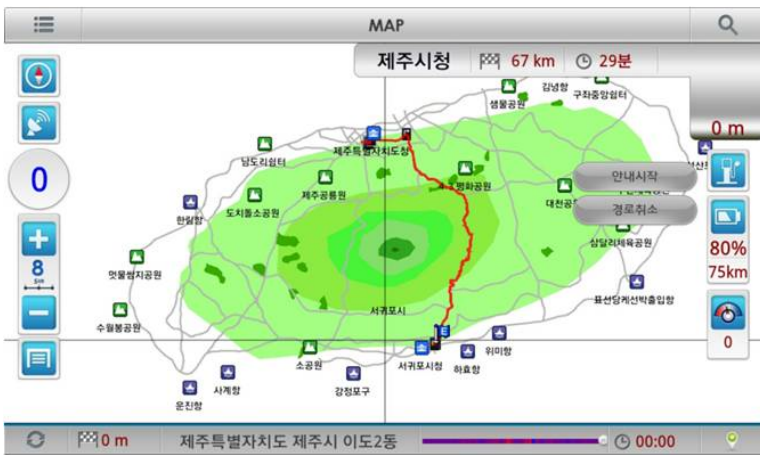 MAP
제주시청 67 km 29분
김녕항 구좌중앙쉼터
샘물공원
0 m
제주특별자치도청
남도리쉼터
안내시작
4.3평화공원
제주공룡원
대천공원
경로취소
0
도치돌소공원
한림항
삼달리체육공원
80%
멋물쌈지공원
75km
8
표선당케선박출입항
서귀포시
수월봉공원
0
위미항
소공원 서귀포시청 하효항
사계항 강정포구
운진항
0 m 제주특별자치도 제주시 이도2동 00:00